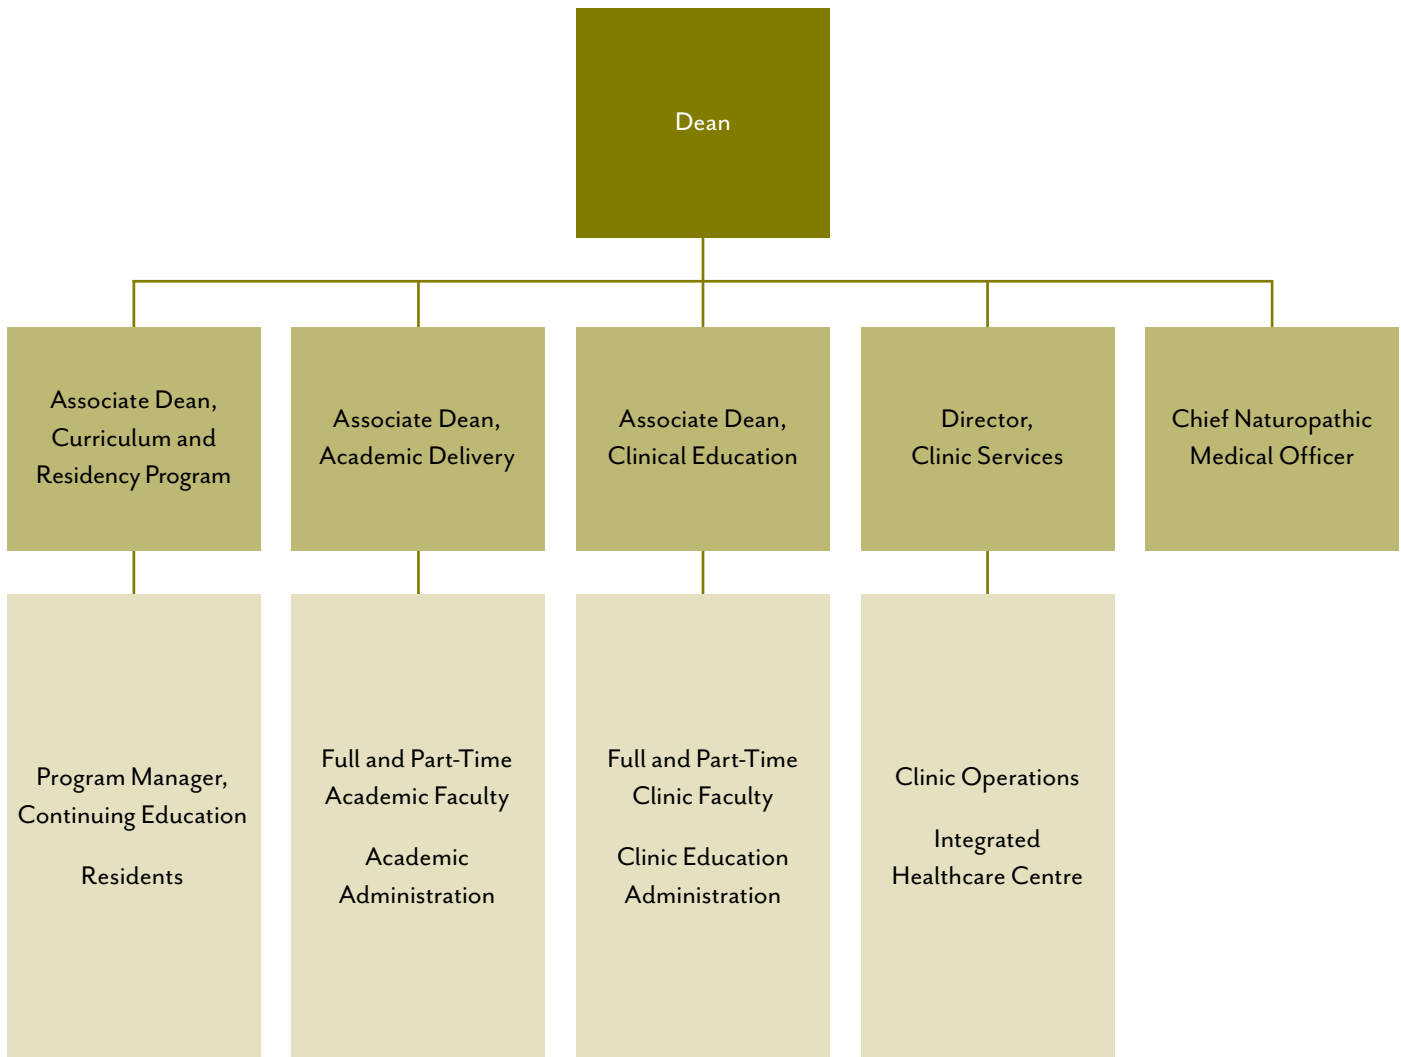 Dean
Associate Dean,
Curriculum and
Residency Program
Associate Dean,
Academic Delivery
Associate Dean,
Clinical Education
Director,
Clinic Services
Chief Naturopathic
Medical Officer
Program Manager,
Continuing Education
Residents
Full and Part-Time
Academic Faculty
Academic
Administration
Full and Part-Time
Clinic Faculty
Clinic Education
Administration
Clinic Operations
Integrated
Healthcare Centre